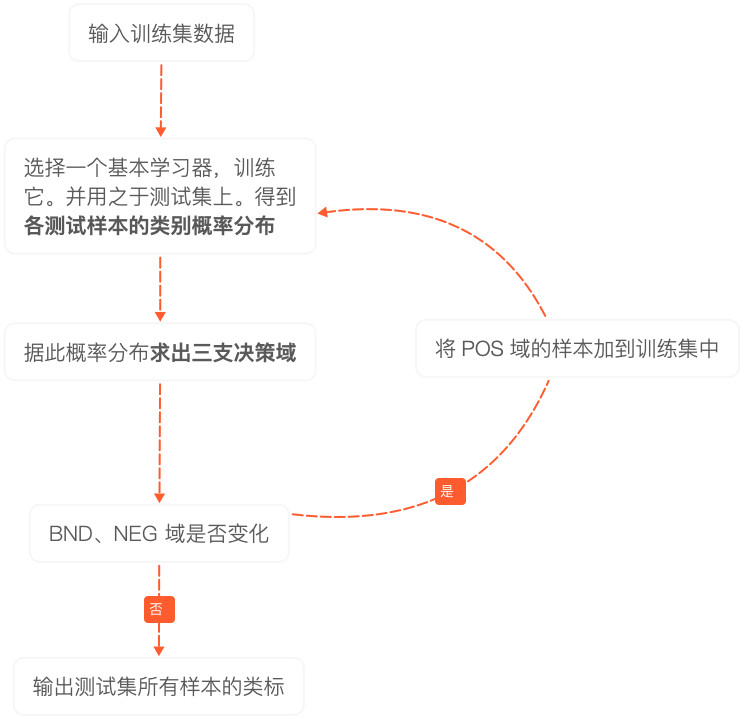 输入训练集数据
选择一个基本学习器，训练
它。并用之于测试集上。得到
各测试样本的类别概率分布
据此概率分布求出三支决策域
将 POS 域的样本加到训练集中
是
BND、NEG 域是否变化
否
输出测试集所有样本的类标